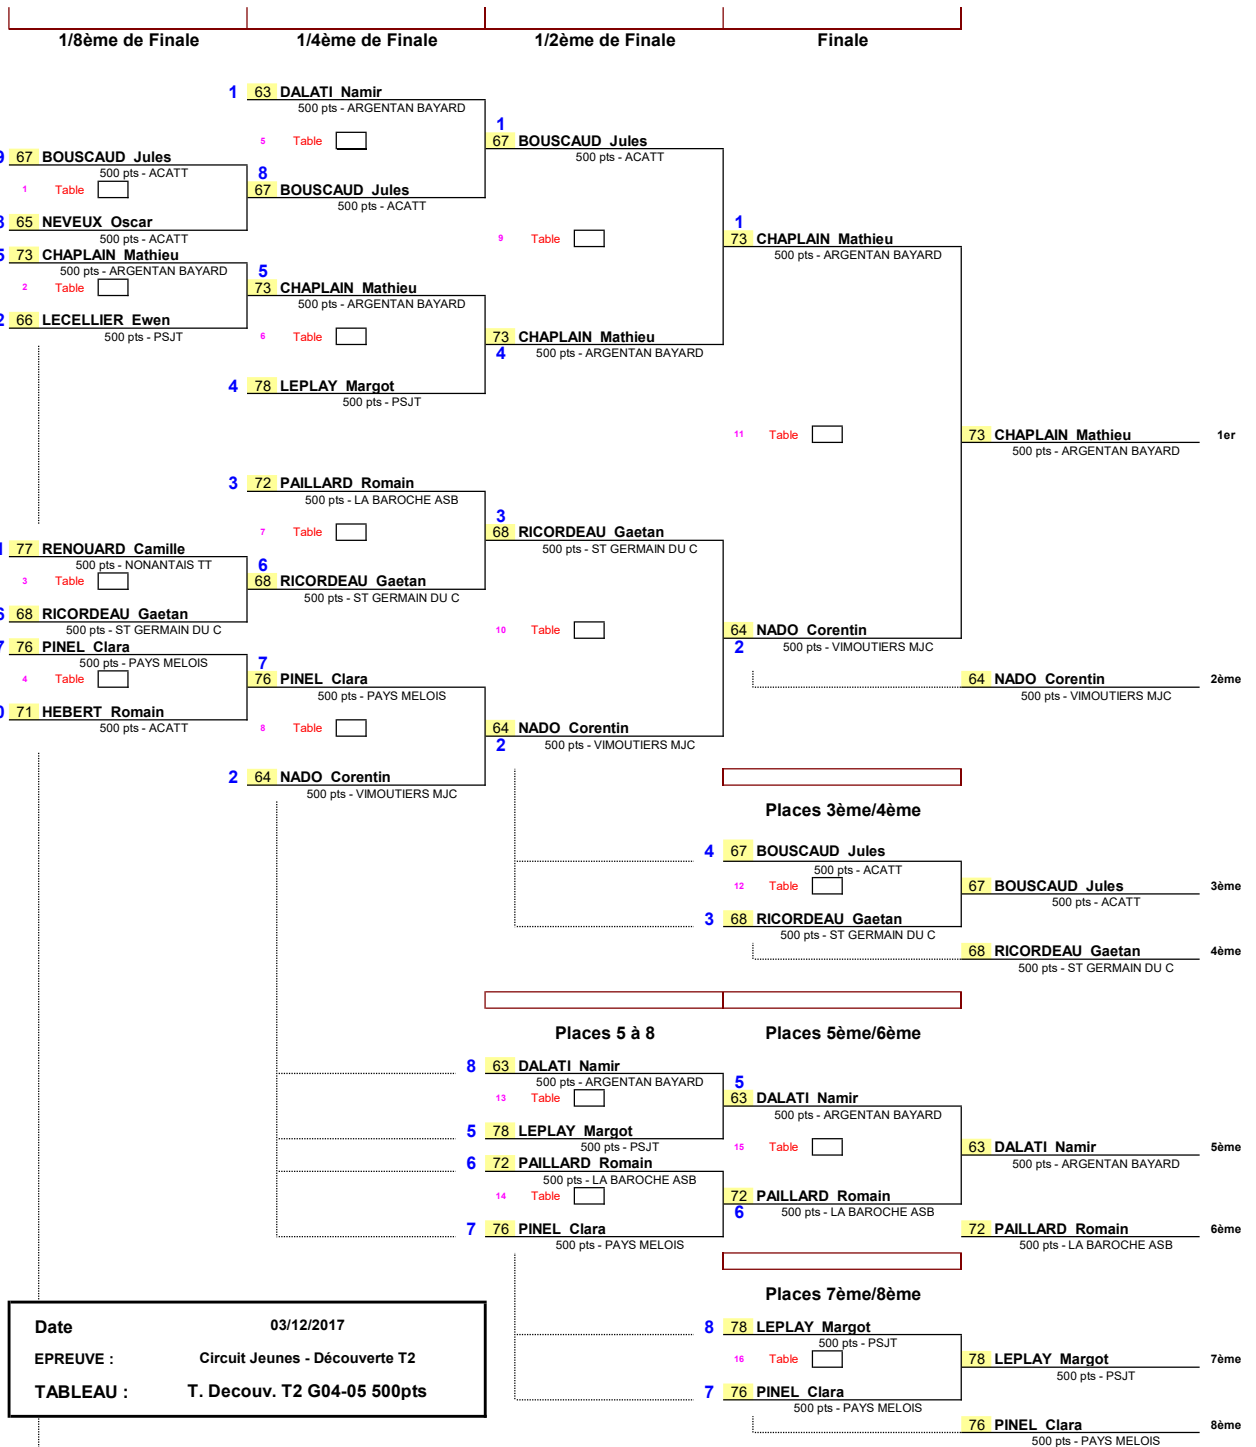 1/8ème de Finale 1/4ème de Finale 1/2ème de Finale Finale
1 63 DALATI Namir
500 pts - ARGENTAN BAYARD
1
5 Table
67 BOUSCAUD Jules
500 pts - ACATT
9 67 BOUSCAUD Jules
500 pts - ACATT
8
1 Table
67 BOUSCAUD Jules
500 pts - ACATT
65 NEVEUX Oscar
500 pts - ACATT
1
9 Table
73 CHAPLAIN Mathieu
500 pts - ARGENTAN BAYARD
5 73 CHAPLAIN Mathieu
500 pts - ARGENTAN BAYARD
5
2 Table
73 CHAPLAIN Mathieu
500 pts - ARGENTAN BAYARD
2 66 LECELLIER Ewen
500 pts - PSJT
6 Table
73 CHAPLAIN Mathieu
4 500 pts - ARGENTAN BAYARD
4 78 LEPLAY Margot
500 pts - PSJT
11 Table
73 CHAPLAIN Mathieu 1er
500 pts - ARGENTAN BAYARD
3 72 PAILLARD Romain
500 pts - LA BAROCHE ASB
3
7 Table
68 RICORDEAU Gaetan
500 pts - ST GERMAIN DU C
1 77 RENOUARD Camille
500 pts - NONANTAIS TT
6
3 Table
68 RICORDEAU Gaetan
500 pts - ST GERMAIN DU C
6 68 RICORDEAU Gaetan
500 pts - ST GERMAIN DU C
10 Table
64 NADO Corentin
2 500 pts - VIMOUTIERS MJC
7 76 PINEL Clara
500 pts - PAYS MELOIS
7
4 Table
76 PINEL Clara
500 pts - PAYS MELOIS
64 NADO Corentin 2ème
500 pts - VIMOUTIERS MJC
0 71 HEBERT Romain
500 pts - ACATT
8 Table
64 NADO Corentin
2 500 pts - VIMOUTIERS MJC
2 64 NADO Corentin
500 pts - VIMOUTIERS MJC
Places 3ème/4ème
4 67 BOUSCAUD Jules
500 pts - ACATT
12 Table
67 BOUSCAUD Jules 3ème
500 pts - ACATT
3 68 RICORDEAU Gaetan
500 pts - ST GERMAIN DU C
68 RICORDEAU Gaetan 4ème
500 pts - ST GERMAIN DU C
Places 5 à 8 Places 5ème/6ème
8 63 DALATI Namir
500 pts - ARGENTAN BAYARD
5
13 Table
63 DALATI Namir
500 pts - ARGENTAN BAYARD
5 78 LEPLAY Margot
500 pts - PSJT
15 Table
63 DALATI Namir 5ème
500 pts - ARGENTAN BAYARD
6 72 PAILLARD Romain
500 pts - LA BAROCHE ASB
14 Table
72 PAILLARD Romain
6 500 pts - LA BAROCHE ASB
7 76 PINEL Clara
500 pts - PAYS MELOIS
72 PAILLARD Romain 6ème
500 pts - LA BAROCHE ASB
Places 7ème/8ème
8 78 LEPLAY Margot
500 pts - PSJT
16 Table
78 LEPLAY Margot 7ème
500 pts - PSJT
7 76 PINEL Clara
500 pts - PAYS MELOIS
76 PINEL Clara 8ème
500 pts - PAYS MELOIS
Date 03/12/2017
EPREUVE : Circuit Jeunes - Découverte T2
TABLEAU : T. Decouv. T2 G04-05 500pts